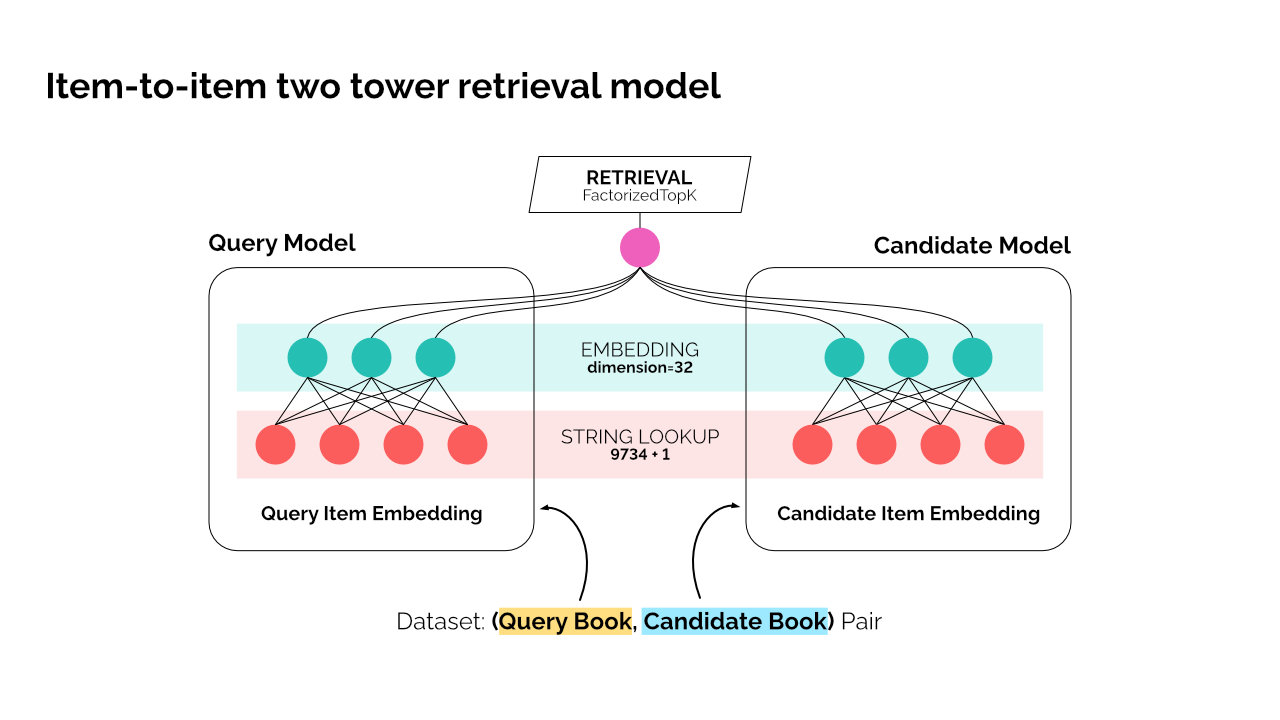 Item-to-item two tower retrieval model
RETRIEVAL
FactorizedTopK
Query Model
Candidate Model
EMBEDDING
dimension=32
STRING LOOKUP
9734 + 1
Query Item Embedding
Candidate Item Embedding
Dataset: (Query Book, Candidate Book) Pair